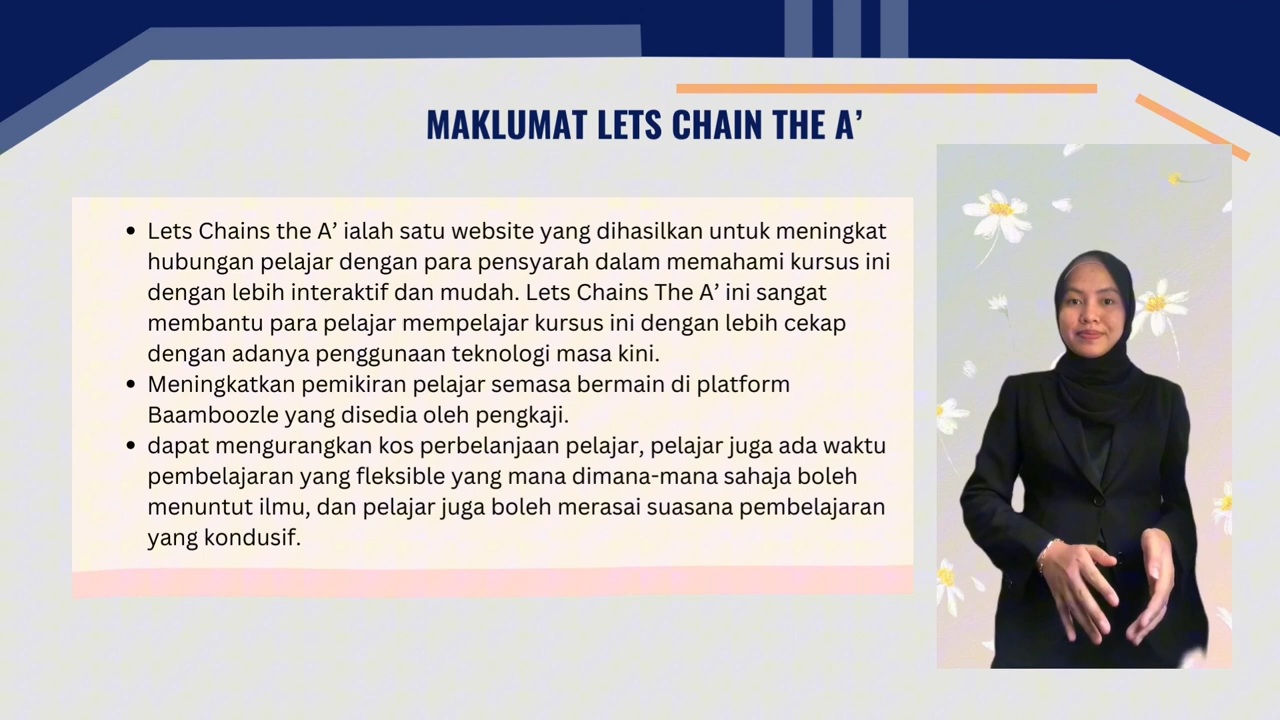 MAKLUMAT LETS CHAIN THE A’
• Lets Chains the A’ ialah satu website yang dihasilkan untuk meningkat
hubungan pelajar dengan para pensyarah dalam memahami kursus ini
dengan lebih interaktif dan mudah. Lets Chains The A’ ini sangat
membantu para pelajar mempelajar kursus ini dengan lebih cekap
dengan adanya penggunaan teknologi masa kini.
• Meningkatkan pemikiran pelajar semasa bermain di platform
Baamboozle yang disedia oleh pengkaji.
• dapat mengurangkan kos perbelanjaan pelajar, pelajar juga ada waktu
pembelajaran yang fleksible yang mana dimana-mana sahaja boleh
menuntut ilmu, dan pelajar juga boleh merasai suasana pembelajaran
yang kondusif.